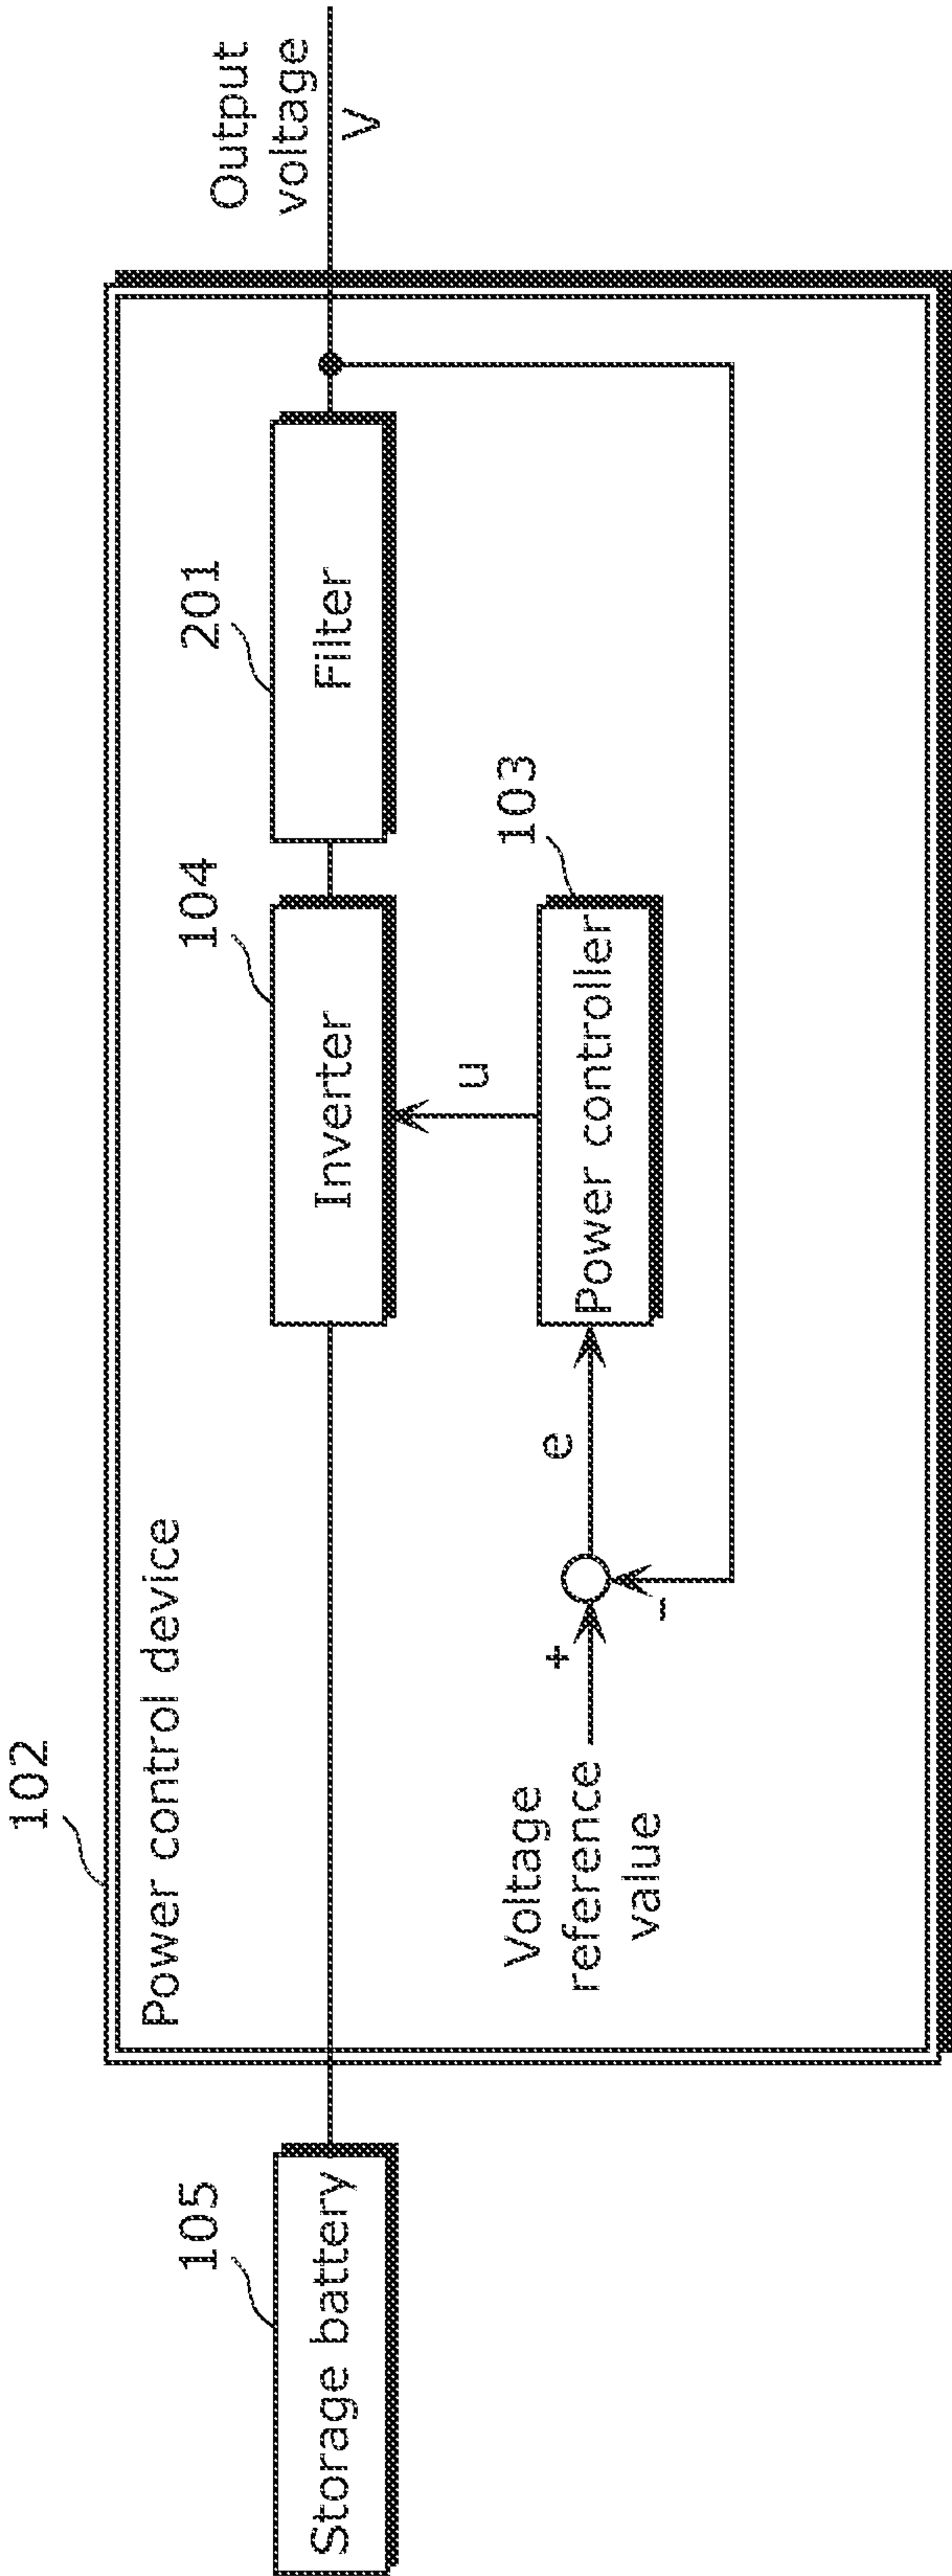 102
Power control device
105
Storage battery
104
Inverter
201
Filter
Output
voltage
V
Voltage
reference
value
+
-
e
u
103
Power controller